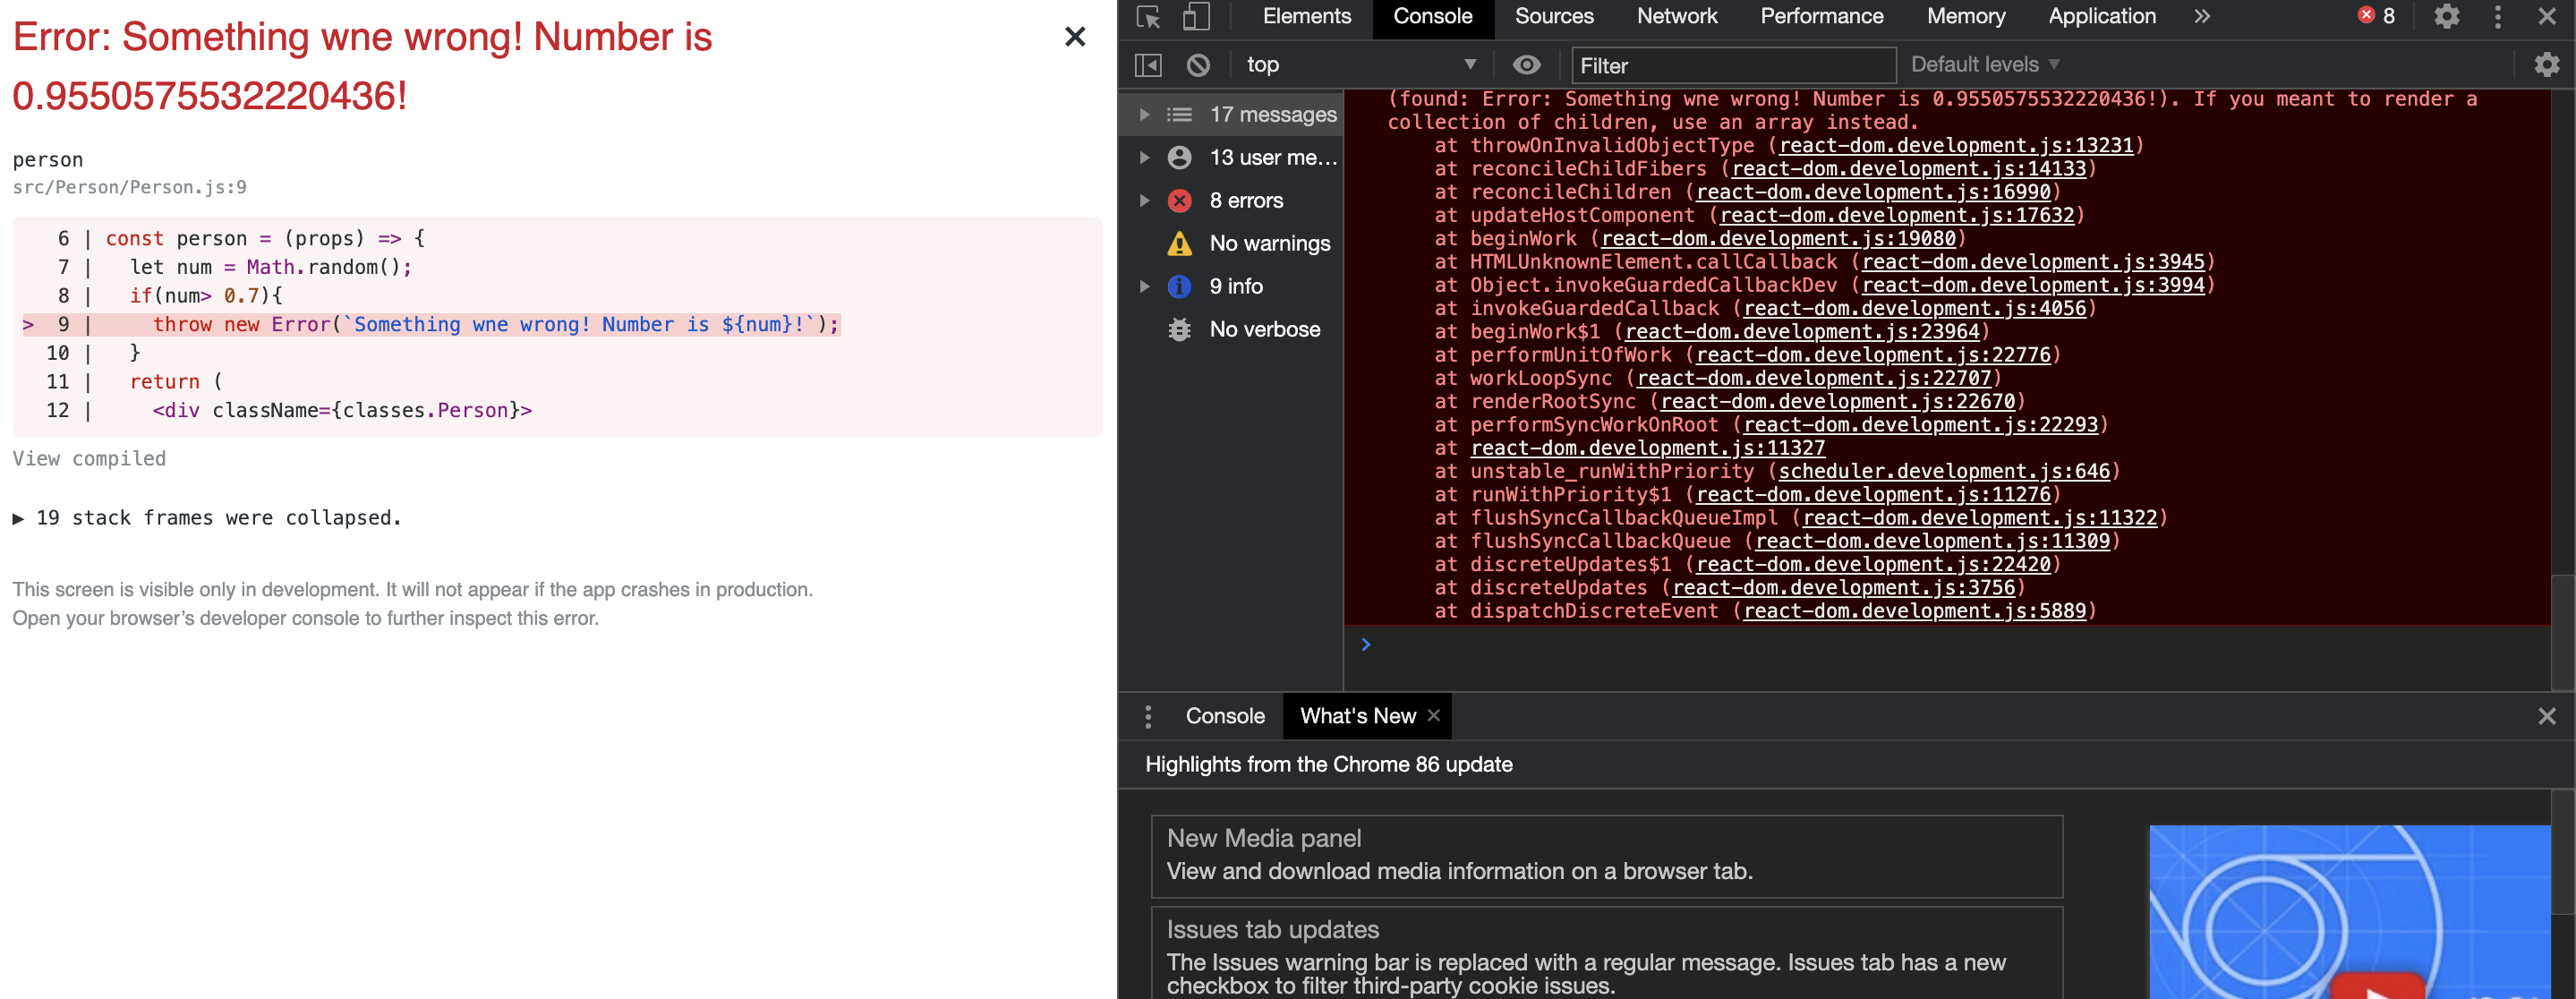 Error: Something wne wrong! Number is
0.9550575532220436!
person
src/Person/Person.js:9
6 | const person = (props) => {
7 |   let num = Math.random();
8 |   if(num> 0.7){
> 9 |     throw new Error(`Something wne wrong! Number is ${num}!`);
10 |   }
11 |   return (
12 |     <div className={classes.Person}>
View compiled
▶ 19 stack frames were collapsed.
This screen is visible only in development. It will not appear if the app crashes in production.
Open your browser’s developer console to further inspect this error.
Elements Console Sources Network Performance Memory Application » 8
top Filter Default levels
17 messages
13 user me...
8 errors
No warnings
9 info
No verbose
(found: Error: Something wne wrong! Number is 0.9550575532220436!). If you meant to render a
collection of children, use an array instead.
at throwOnInvalidObjectType (react-dom.development.js:13231)
at reconcileChildFibers (react-dom.development.js:14133)
at reconcileChildren (react-dom.development.js:16990)
at updateHostComponent (react-dom.development.js:17632)
at beginWork (react-dom.development.js:19080)
at HTMLUnknownElement.callCallback (react-dom.development.js:3945)
at Object.invokeGuardedCallbackDev (react-dom.development.js:3994)
at invokeGuardedCallback (react-dom.development.js:4056)
at beginWork$1 (react-dom.development.js:23964)
at performUnitOfWork (react-dom.development.js:22776)
at workLoopSync (react-dom.development.js:22707)
at renderRootSync (react-dom.development.js:22670)
at performSyncWorkOnRoot (react-dom.development.js:22293)
at react-dom.development.js:11327
at unstable_runWithPriority (scheduler.development.js:646)
at runWithPriority$1 (react-dom.development.js:11276)
at flushSyncCallbackQueueImpl (react-dom.development.js:11322)
at flushSyncCallbackQueue (react-dom.development.js:11309)
at discreteUpdates$1 (react-dom.development.js:22420)
at discreteUpdates (react-dom.development.js:3756)
at dispatchDiscreteEvent (react-dom.development.js:5889)
Console What's New
Highlights from the Chrome 86 update
New Media panel
View and download media information on a browser tab.
Issues tab updates
The Issues warning bar is replaced with a regular message. Issues tab has a new
checkbox to filter third-party cookie issues.